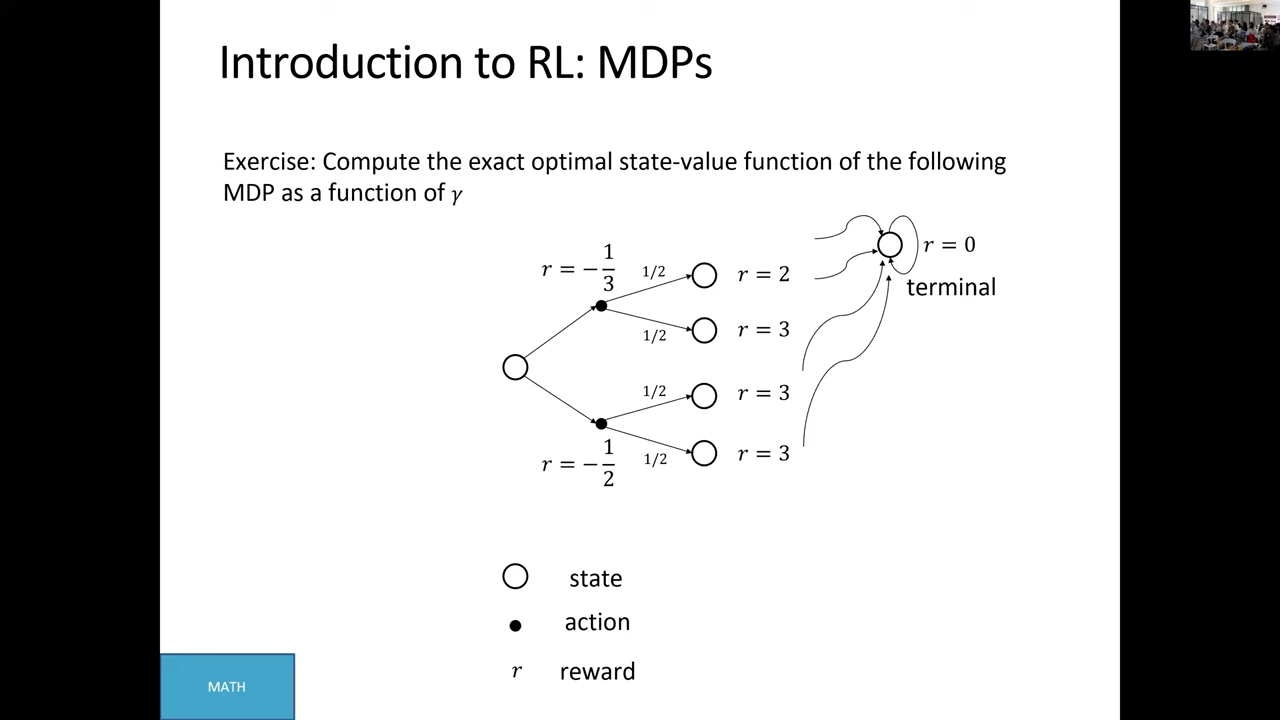 Introduction to RL: MDPs
Exercise: Compute the exact optimal state-value function of the following
MDP as a function of γ
r = 0
terminal
r = −1/3
1/2
r = 2
1/2
r = 3
1/2
r = 3
r = −1/2
1/2
r = 3
state
action
r reward
MATH